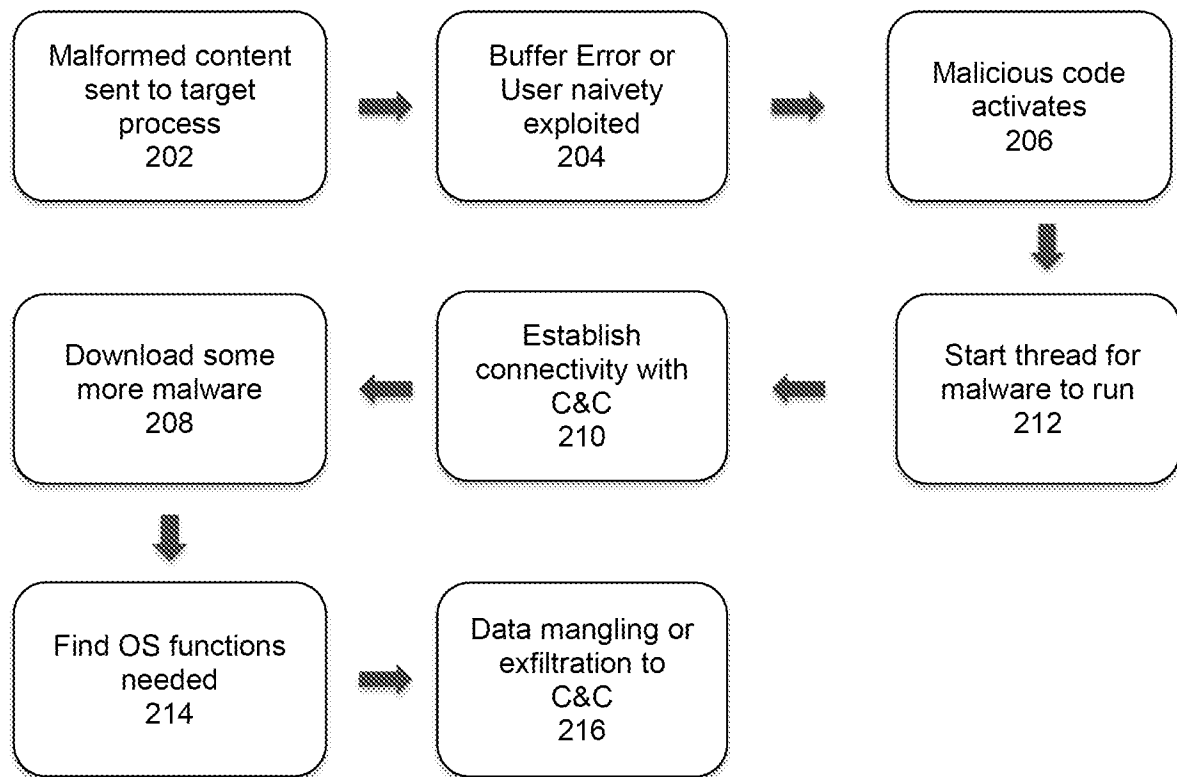 Malformed content
sent to target
process
202
Buffer Error or
User naivety
exploited
204
Malicious code
activates
206
Start thread for
malware to run
212
Establish
connectivity with
C&C
210
Download some
more malware
208
Find OS functions
needed
214
Data mangling or
exfiltration to
C&C
216